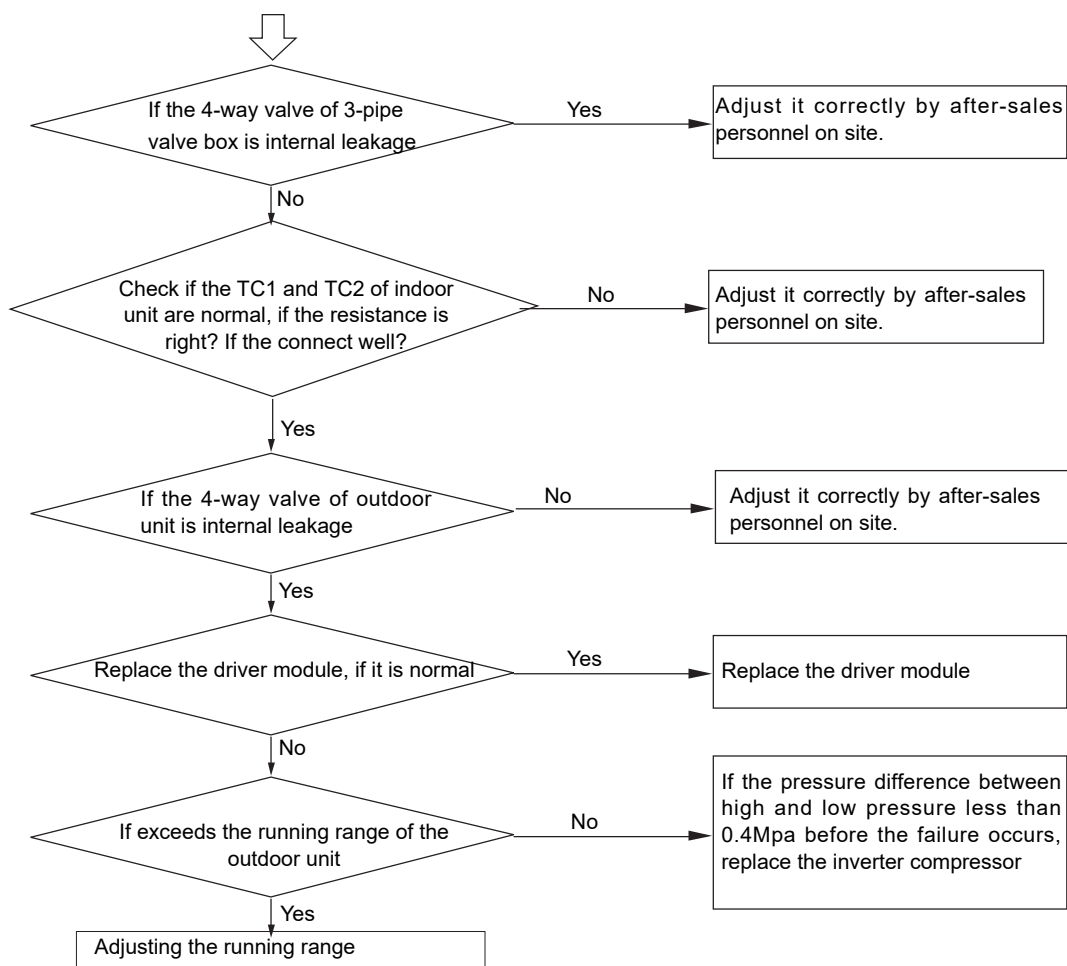 If the 4-way valve of 3-pipe
valve box is internal leakage
Yes
Adjust it correctly by after-sales
personnel on site.
No
Check if the TC1 and TC2 of indoor
unit are normal, if the resistance is
right? If the connect well?
No
Adjust it correctly by after-sales
personnel on site.
Yes
If the 4-way valve of outdoor
unit is internal leakage
No
Adjust it correctly by after-sales
personnel on site.
Yes
Replace the driver module, if it is normal
Yes
Replace the driver module
No
If exceeds the running range of the
outdoor unit
No
If the pressure difference between
high and low pressure less than
0.4Mpa before the failure occurs,
replace the inverter compressor
Yes
Adjusting the running range